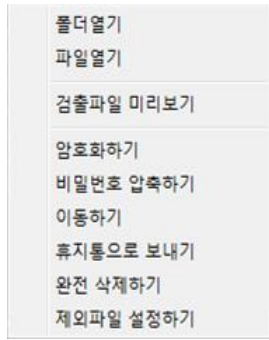 폴더열기
파일열기
검출파일 미리보기
암호화하기
비밀번호 압축하기
이동하기
휴지통으로 보내기
완전 삭제하기
제외파일 설정하기